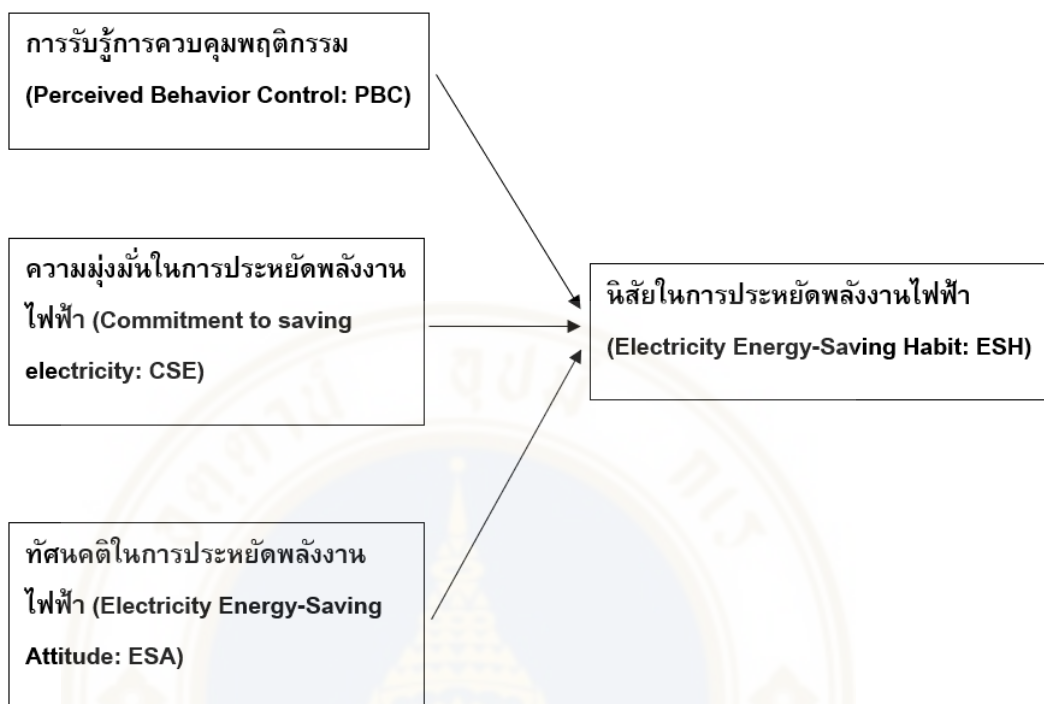 การรับรู้การควบคุมพฤติกรรม
(Perceived Behavior Control: PBC)
ความมุ่งมั่นในการประหยัดพลังงาน
ไฟฟ้า (Commitment to saving
electricity: CSE)
นิสัยในการประหยัดพลังงานไฟฟ้า
(Electricity Energy-Saving Habit: ESH)
ทัศนคติในการประหยัดพลังงาน
ไฟฟ้า (Electricity Energy-Saving
Attitude: ESA)